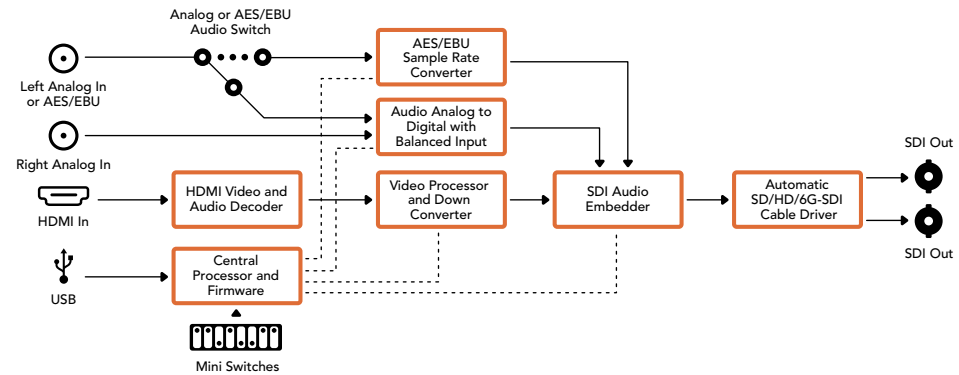 Analog or AES/EBU
Audio Switch
Left Analog In
or AES/EBU
AES/EBU
Sample Rate
Converter
Right Analog In
Audio Analog to
Digital with
Balanced Input
HDMI In
HDMI Video and
Audio Decoder
Video Processor
and Down
Converter
SDI Audio
Embedder
Automatic
SD/HD/6G-SDI
Cable Driver
SDI Out
SDI Out
USB
Central
Processor and
Firmware
Mini Switches